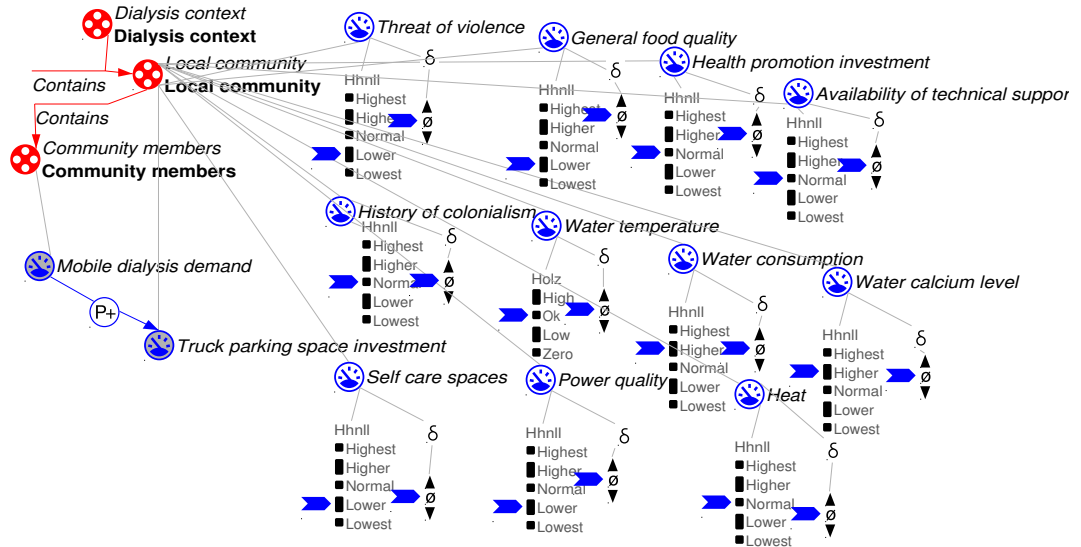 Dialysis context
Dialysis context
Contains
Local community
Local community
Contains
Community members
Community members
Mobile dialysis demand
P+
Truck parking space investment
Threat of violence
Hhnll
Highest
Higher
Normal
Lower
Lowest
δ
ø
General food quality
Hhnll
Highest
Higher
Normal
Lower
Lowest
δ
ø
Health promotion investment
Hhnll
Highest
Higher
Normal
Lower
Lowest
δ
ø
Availability of technical suppor
Hhnll
Highest
Higher
Normal
Lower
Lowest
δ
ø
History of colonialism
Hhnll
Highest
Higher
Normal
Lower
Lowest
δ
ø
Water temperature
Holz
High
Ok
Low
Zero
δ
ø
Water consumption
Hhnll
Highest
Higher
Normal
Lower
Lowest
δ
ø
Water calcium level
Hhnll
Highest
Higher
Normal
Lower
Lowest
δ
ø
Self care spaces
Hhnll
Highest
Higher
Normal
Lower
Lowest
δ
ø
Power quality
Hhnll
Highest
Higher
Normal
Lower
Lowest
δ
ø
Heat
Hhnll
Highest
Higher
Normal
Lower
Lowest
δ
ø